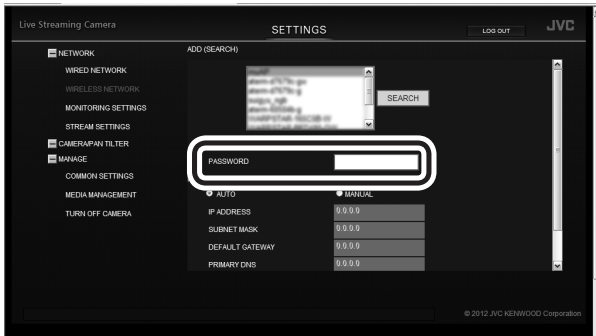 Live Streaming Camera
SETTINGS
LOG OUT
JVC
NETWORK
WIRED NETWORK
WIRELESS NETWORK
MONITORING SETTINGS
STREAM SETTINGS
CAMERA/PAN TILTER
MANAGE
COMMON SETTINGS
MEDIA MANAGEMENT
TURN OFF CAMERA
ADD (SEARCH)
SEARCH
PASSWORD
AUTO MANUAL
IP ADDRESS 0.0.0.0
SUBNET MASK 0.0.0.0
DEFAULT GATEWAY 0.0.0.0
PRIMARY DNS 0.0.0.0
© 2012 JVC KENWOOD Corporation